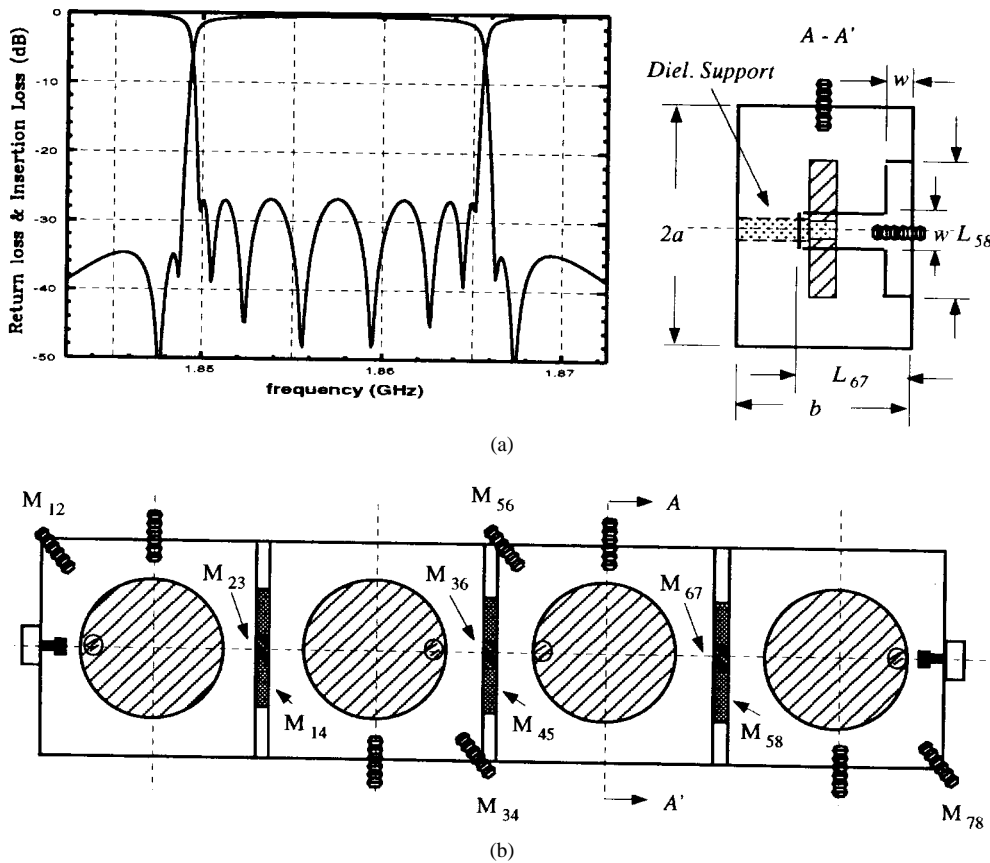 0
-10
-20
-30
-40
-50
Return loss & Insertion Loss (dB)
1.85
1.86
1.87
frequency (GHz)
A - A'
Diel. Support
w
2a
w
L58
L67
b
(a)
M12
M56
A
M23
M36
M67
M14
M45
M58
M34
A'
M78
(b)